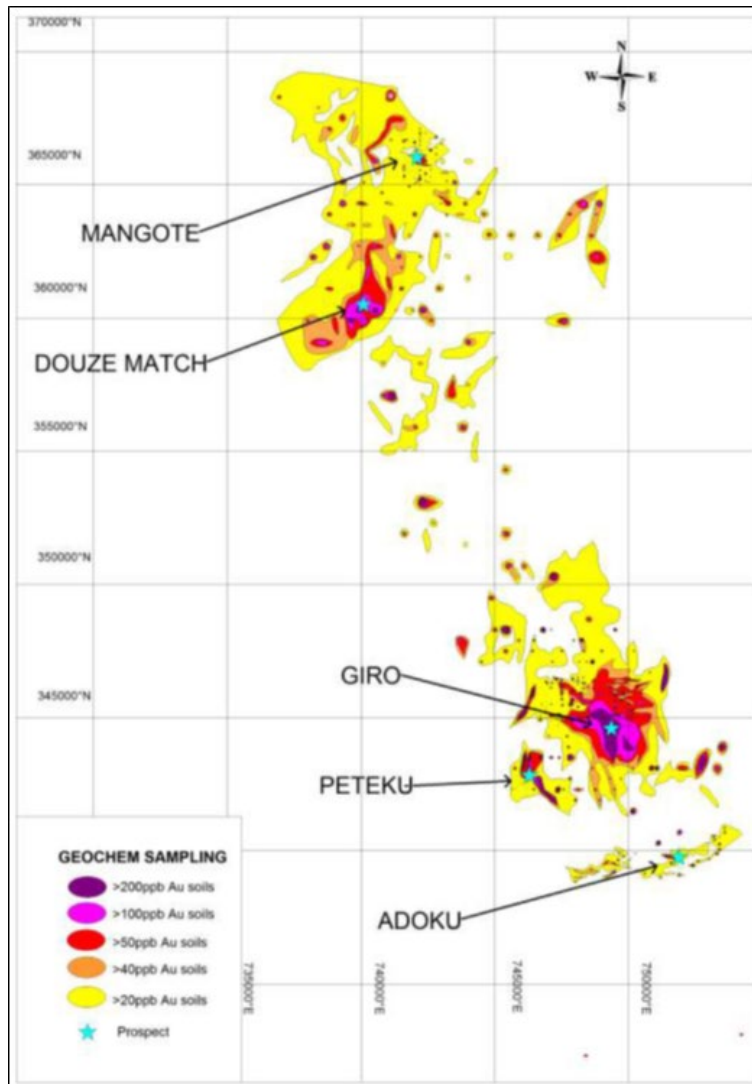 370000°N
N
W E
S
365000°N
MANGOTE
360000°N
DOUZE MATCH
355000°N
350000°N
345000°N
GIRO
PETEKU
ADOKU
GEOCHEM SAMPLING
>200ppb Au soils
>100ppb Au soils
>50ppb Au soils
>40ppb Au soils
>20ppb Au soils
Prospect
735000°E
740000°E
745000°E
750000°E